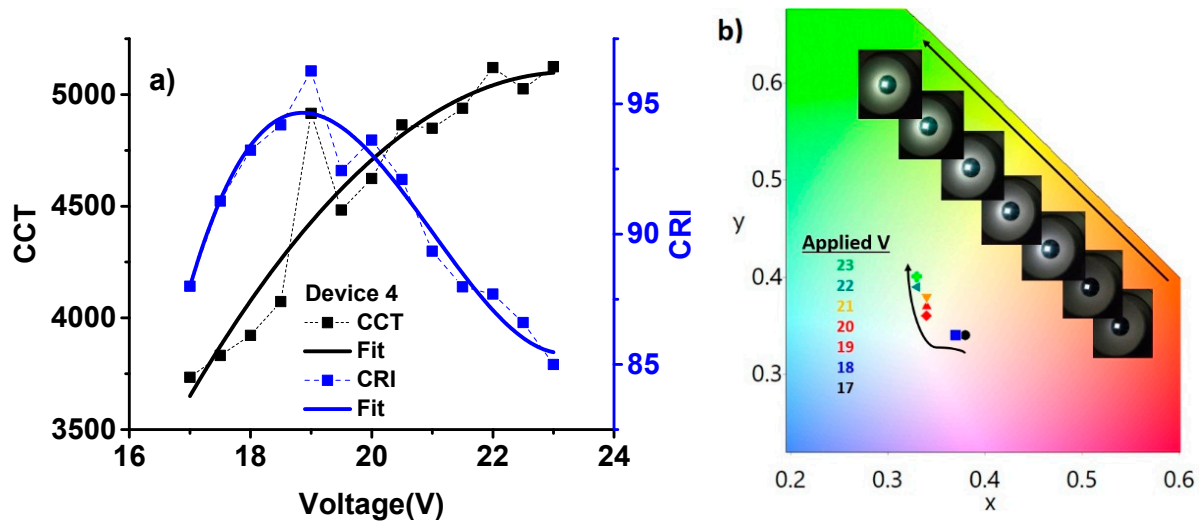 a)
CCT
5000
4500
4000
3500
95
90
85
CRI
Device 4
CCT
Fit
CRI
Fit
16 18 20 22 24
Voltage(V)
b)
0.6
0.5
0.4
0.3
y
Applied V
23
22
21
20
19
18
17
0.2 0.3 0.4 0.5 0.6
x